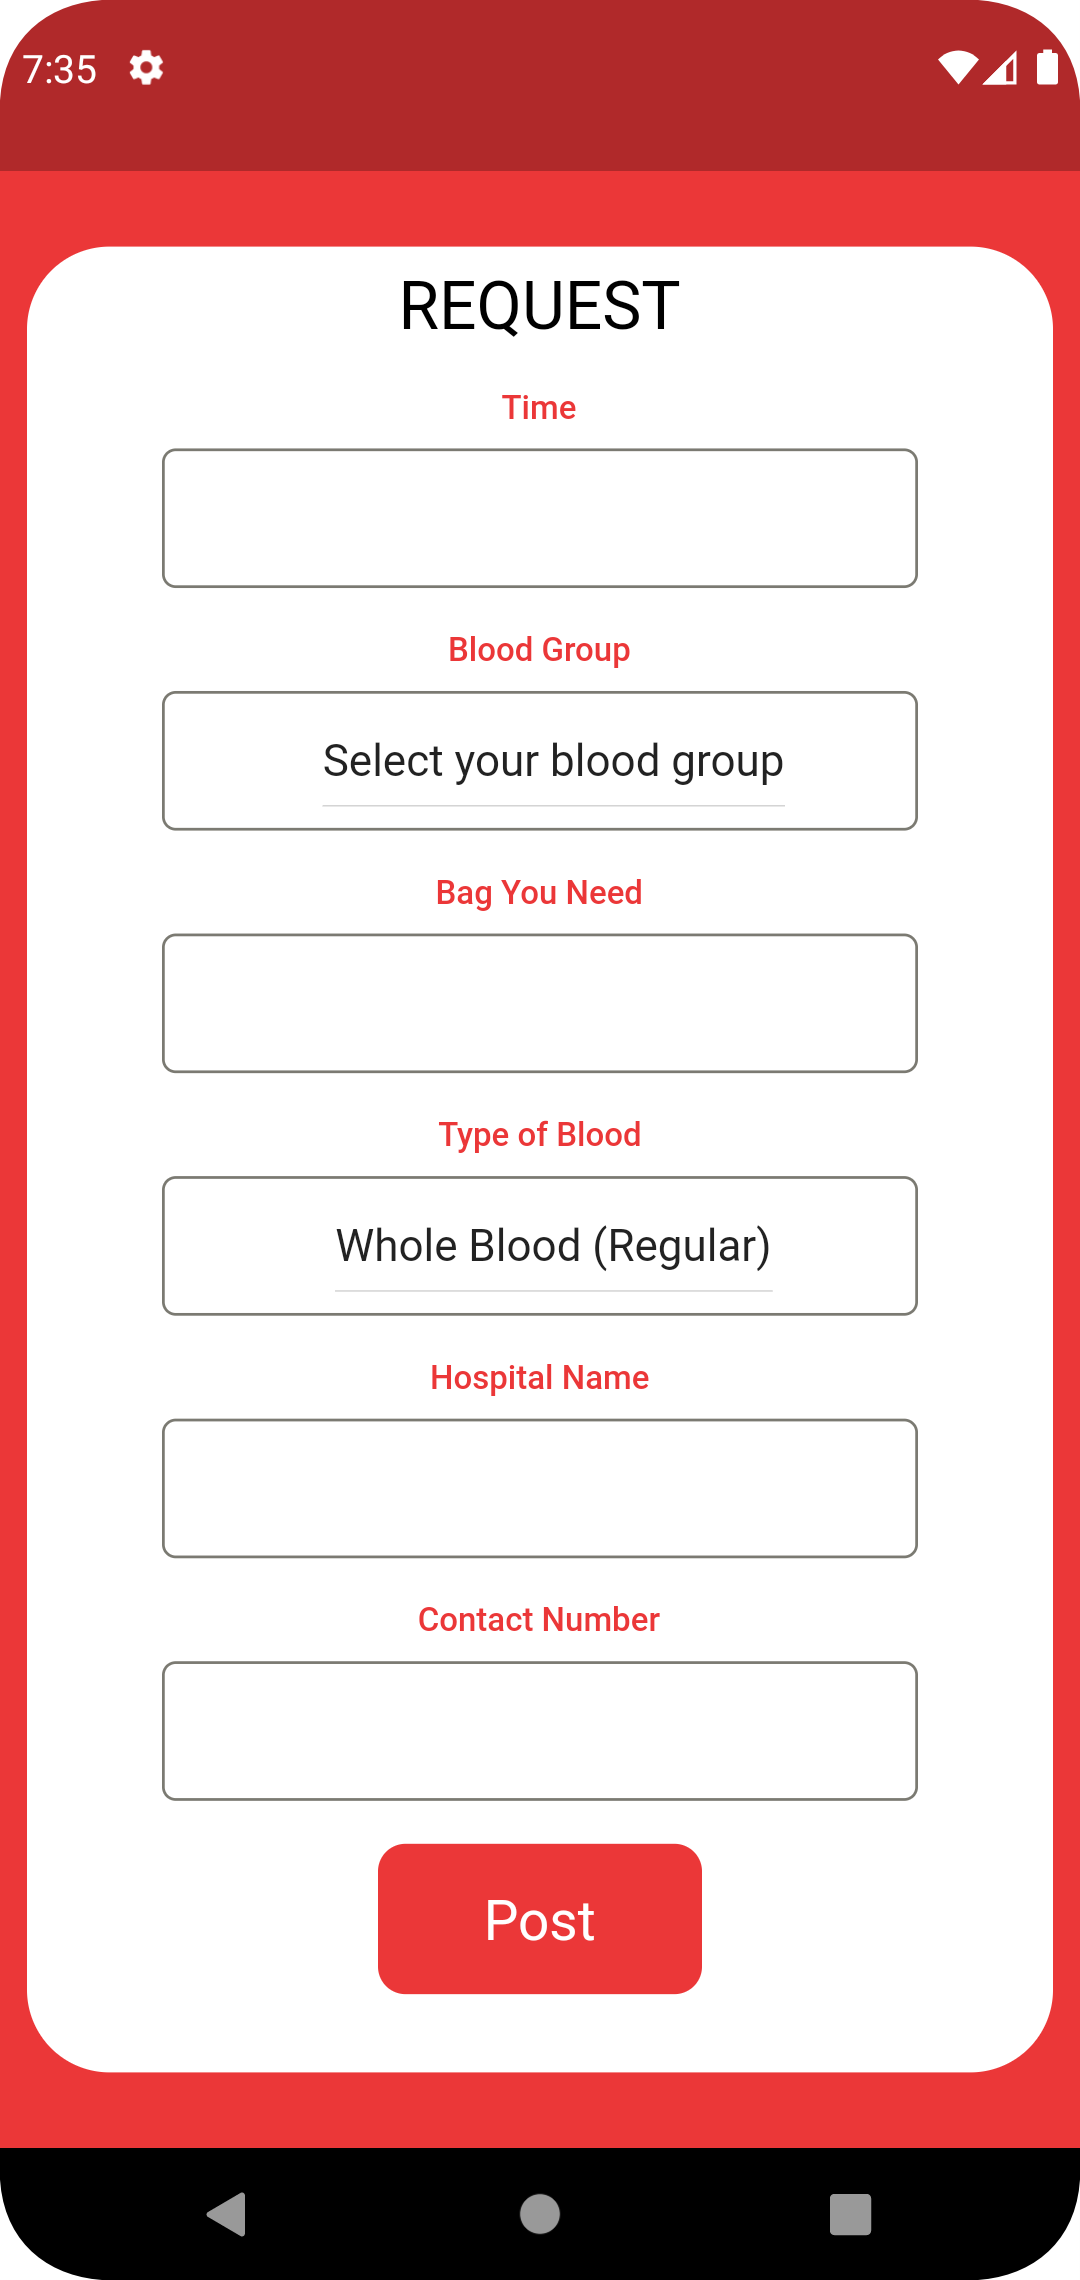 7:35
REQUEST
Time
Blood Group
Select your blood group
Bag You Need
Type of Blood
Whole Blood (Regular)
Hospital Name
Contact Number
Post